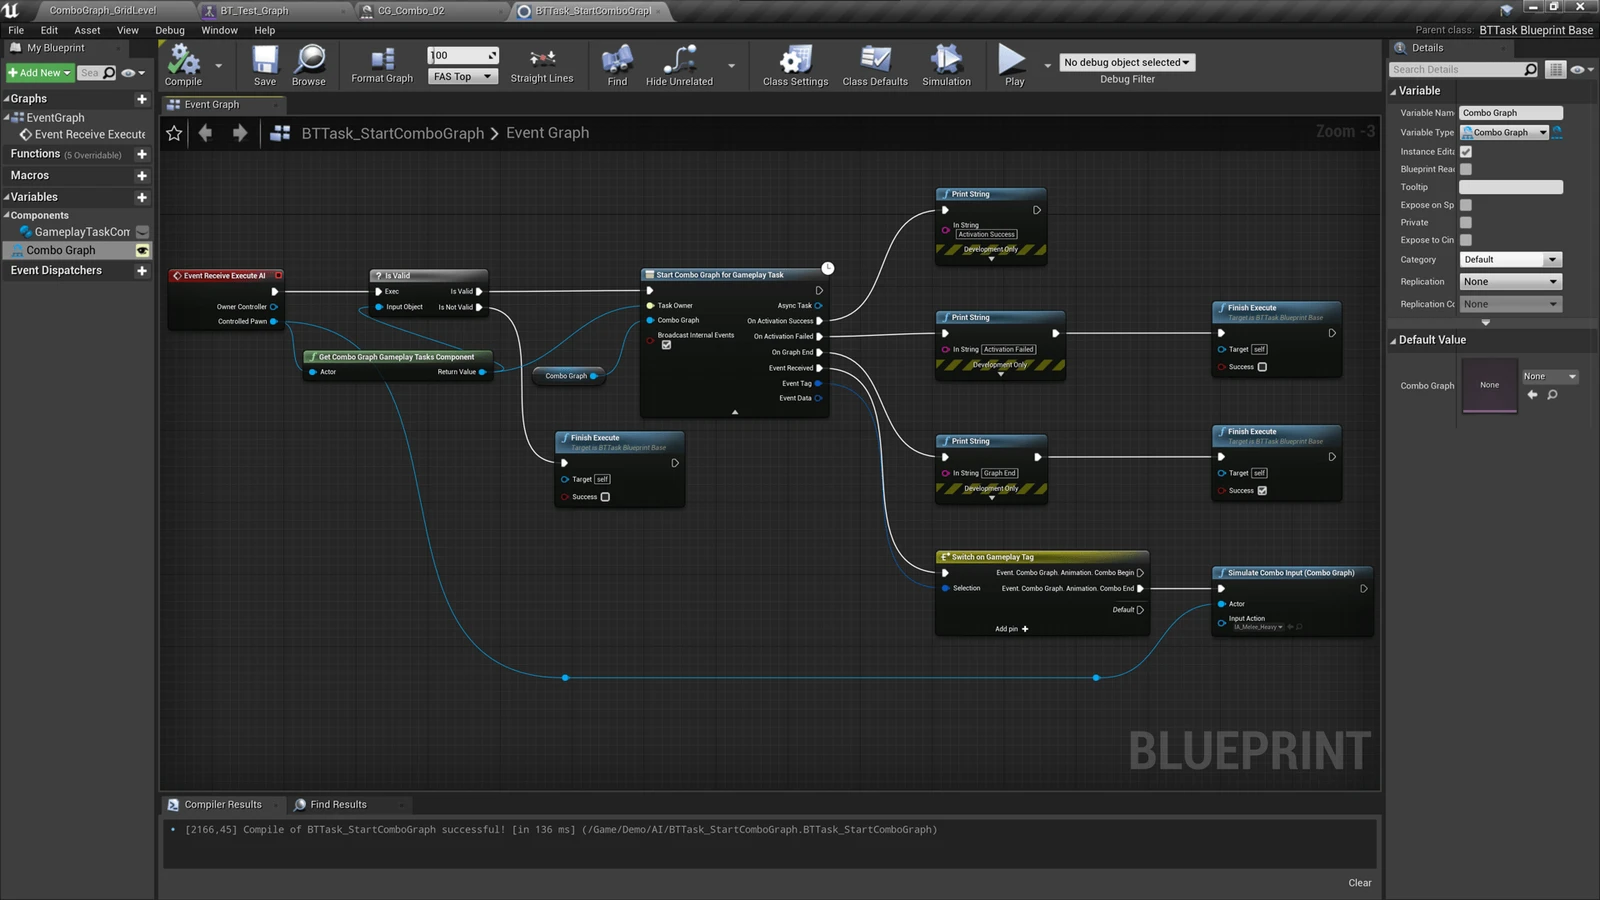 ComboGraph_GridLevel
BT_Test_Graph
CG_Combo_02
BTTask_StartComboGraph
File Edit Asset View Debug Window Help
Parent class: BTTask Blueprint Base
My Blueprint
Add New
Sea
Compile
Save
Browse
Format Graph
100
FAS Top
Straight Lines
Find
Hide Unrelated
Class Settings
Class Defaults
Simulation
Play
No debug object selected
Debug Filter
Graphs
EventGraph
Event Receive Execute
Functions (5 Overridable)
Macros
Variables
Components
GameplayTaskCom
Combo Graph
Event Dispatchers
Event Graph
BTTask_StartComboGraph > Event Graph
Zoom -3
Event Receive Execute AI
Owner Controller
Controlled Pawn
? Is Valid
Exec
Is Valid
Input Object
Is Not Valid
Get Combo Graph Gameplay Tasks Component
Actor
Return Value
Combo Graph
Start Combo Graph for Gameplay Task
Task Owner
Async Task
Combo Graph
On Activation Success
Broadcast Internal Events
On Activation Failed
On Graph End
Event Received
Event Tag
Event Data
Finish Execute
Target is BTTask Blueprint Base
Target self
Success
Print String
In String
Activation Success
Development Only
Print String
In String Activation Failed
Development Only
Finish Execute
Target is BTTask Blueprint Base
Target self
Success
Print String
In String Graph End
Development Only
Finish Execute
Target is BTTask Blueprint Base
Target self
Success
Switch on Gameplay Tag
Event. Combo Graph. Animation. Combo Begin
Selection
Event. Combo Graph. Animation. Combo End
Default
Add pin +
Simulate Combo Input (Combo Graph)
Actor
Input Action
IA_Melee_Heavy
BLUEPRINT
Compiler Results
Find Results
[2166,45] Compile of BTTask_StartComboGraph successful! [in 136 ms] (/Game/Demo/AI/BTTask_StartComboGraph.BTTask_StartComboGraph)
Clear
Details
Search Details
Variable
Variable Nam
Combo Graph
Variable Type
Combo Graph
Instance Edita
Blueprint Rea
Tooltip
Expose on Sp
Private
Expose to Cin
Category
Default
Replication
None
Replication Co
None
Default Value
Combo Graph
None
None